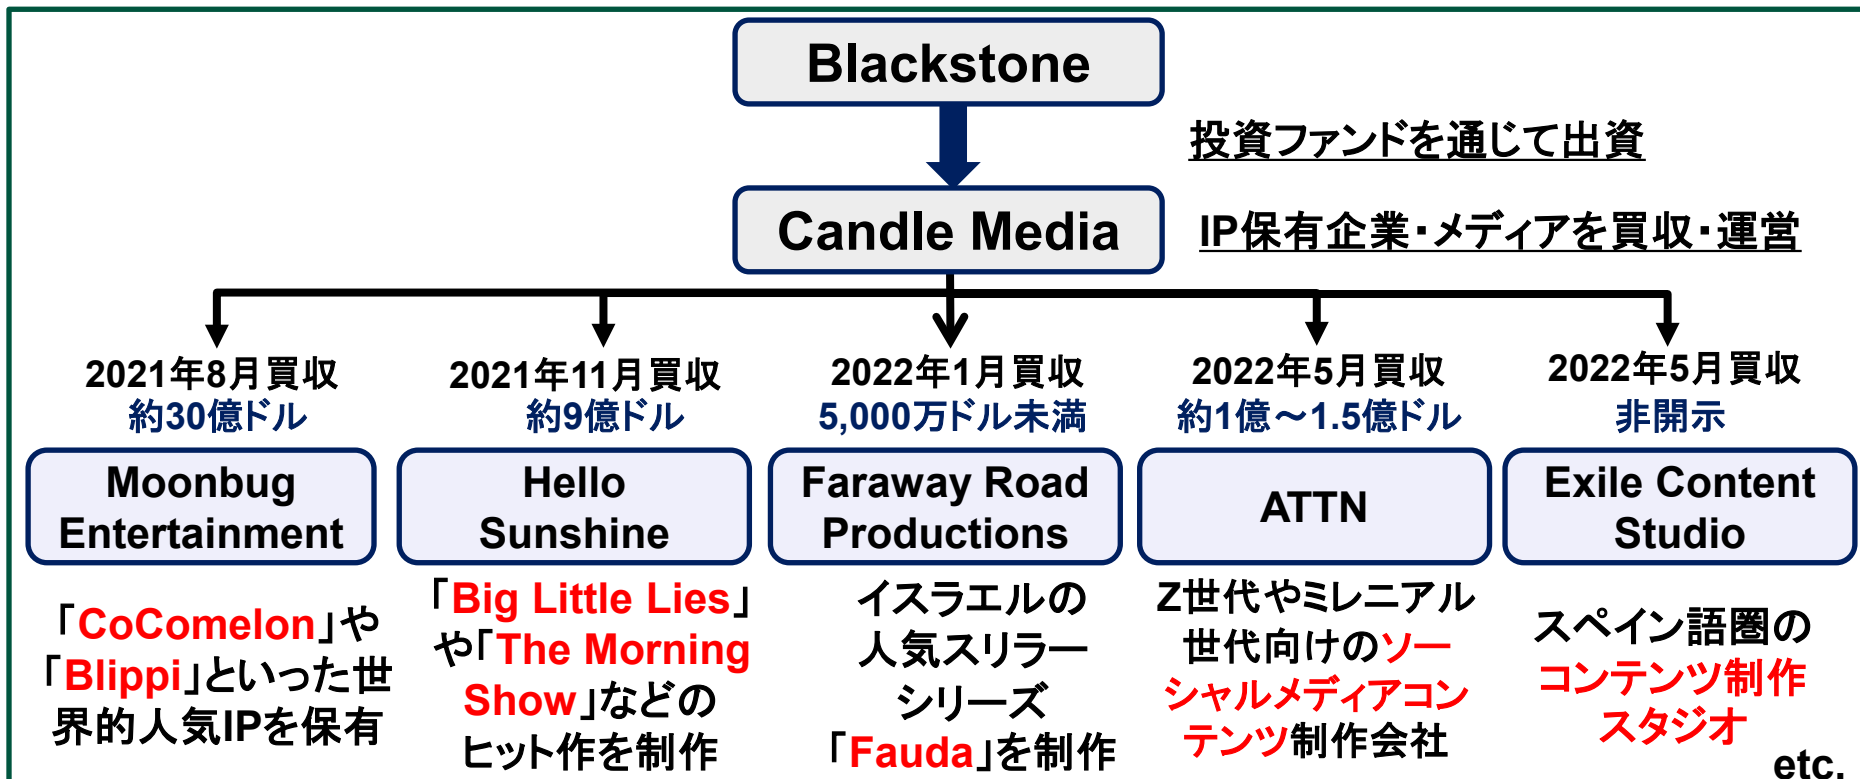 Blackstone
投資ファンドを通じて出資
Candle Media
IP保有企業・メディアを買収・運営
2021年8月買収
約30億ドル
Moonbug
Entertainment
「CoComelon」や
「Blippi」といった世
界的人気IPを保有
2021年11月買収
約9億ドル
Hello
Sunshine
「Big Little Lies」
や「The Morning
Show」などの
ヒット作を制作
2022年1月買収
5,000万ドル未満
Faraway Road
Productions
イスラエルの
人気スリラー
シリーズ
「Fauda」を制作
2022年5月買収
約1億～1.5億ドル
ATTN
Z世代やミレニアル
世代向けのソー
シャルメディアコン
テンツ制作会社
2022年5月買収
非開示
Exile Content
Studio
スペイン語圏の
コンテンツ制作
スタジオ
etc.